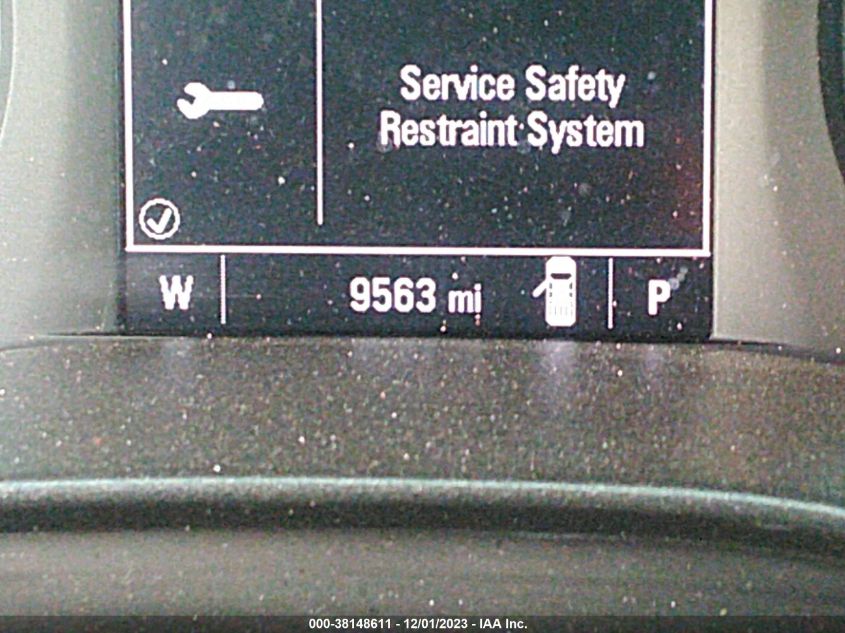 Service Safety
Restraint System
W 9563 mi P
000-38148611 - 12/01/2023 - IAA Inc.